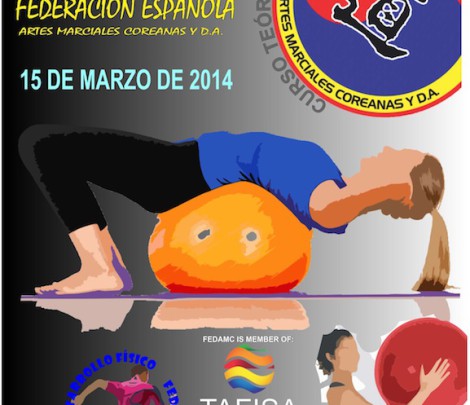 FEDERACIÓN ESPAÑOLA
ARTES MARCIALES COREANAS Y D.A.
15 DE MARZO DE 2014
CURSO TEÓR
ARTES MARCIALES COREANAS Y D.A.
FEDAMC IS MEMBER OF:
TAFISA
FÍSICO